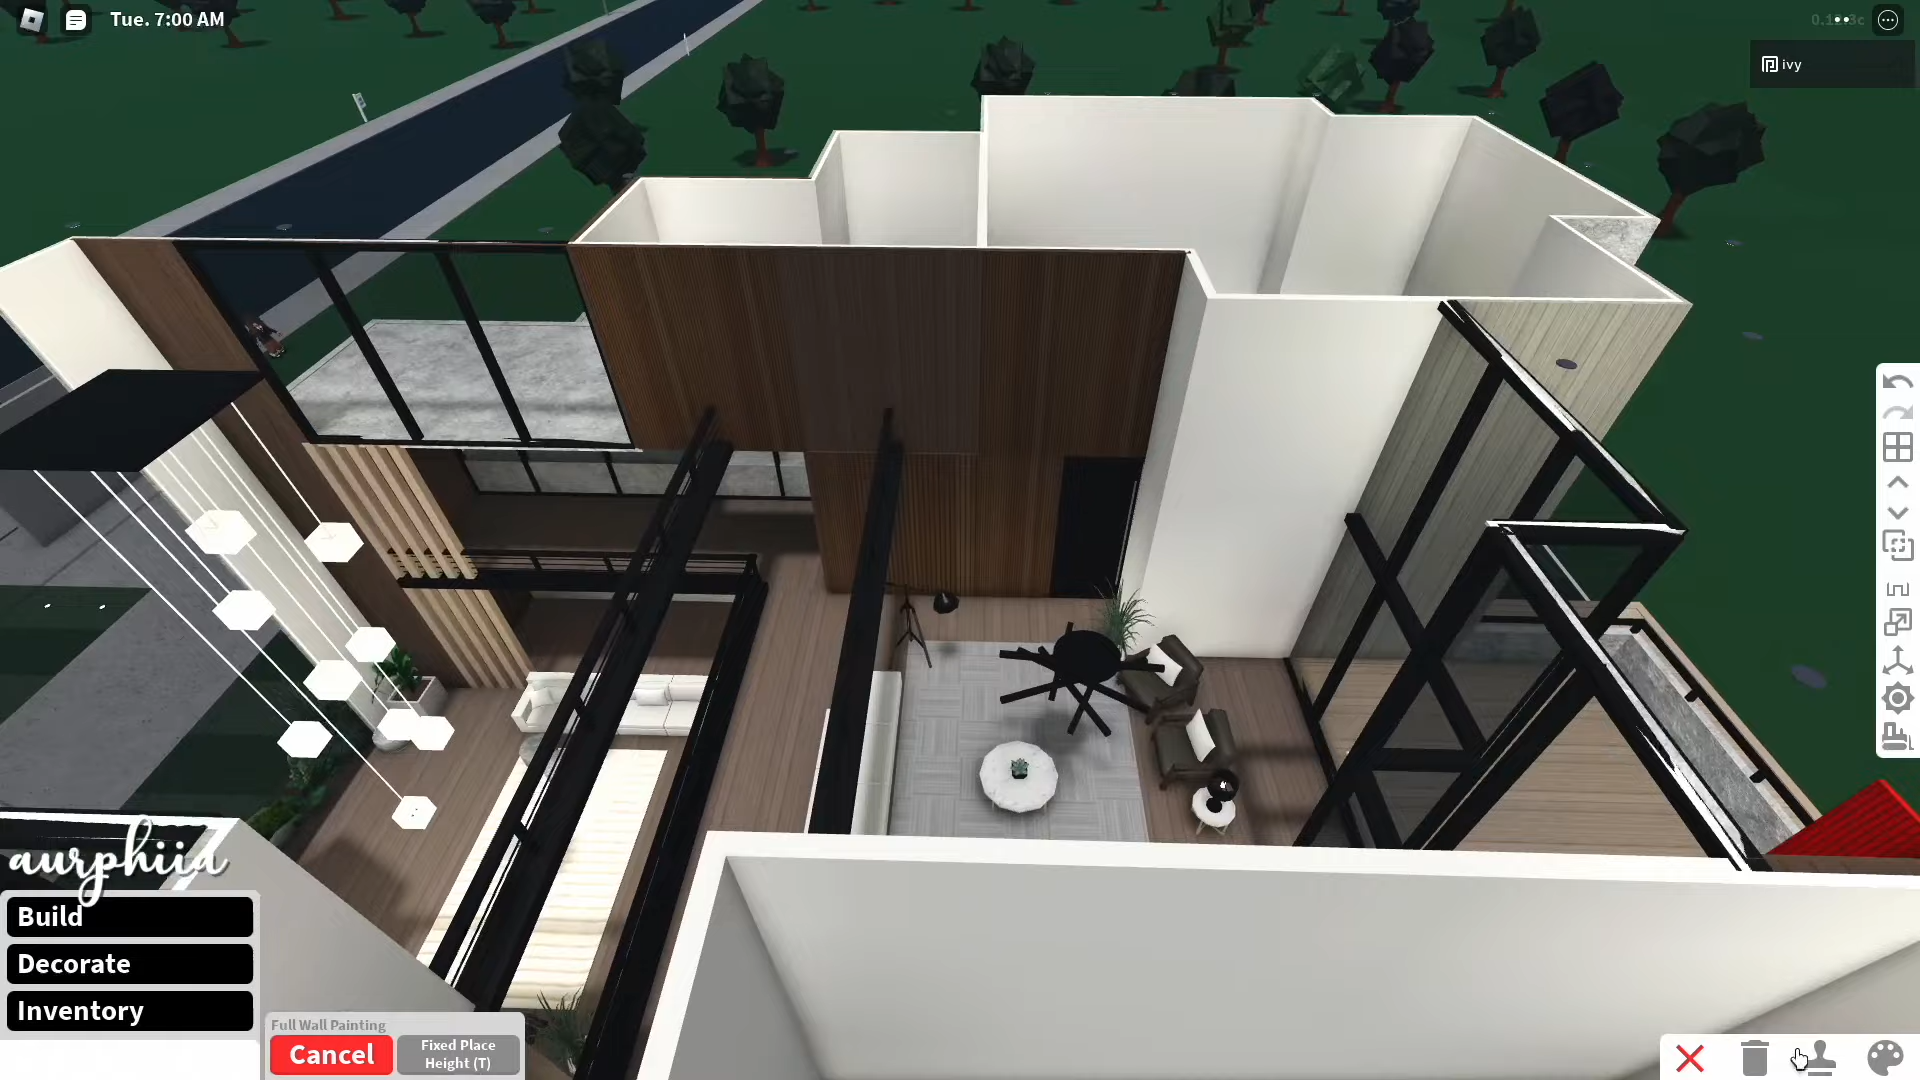 Tue. 7:00 AM
ivy
aurphiia
Build
Decorate
Inventory
Full Wall Painting
Cancel
Fixed Place
Height (T)